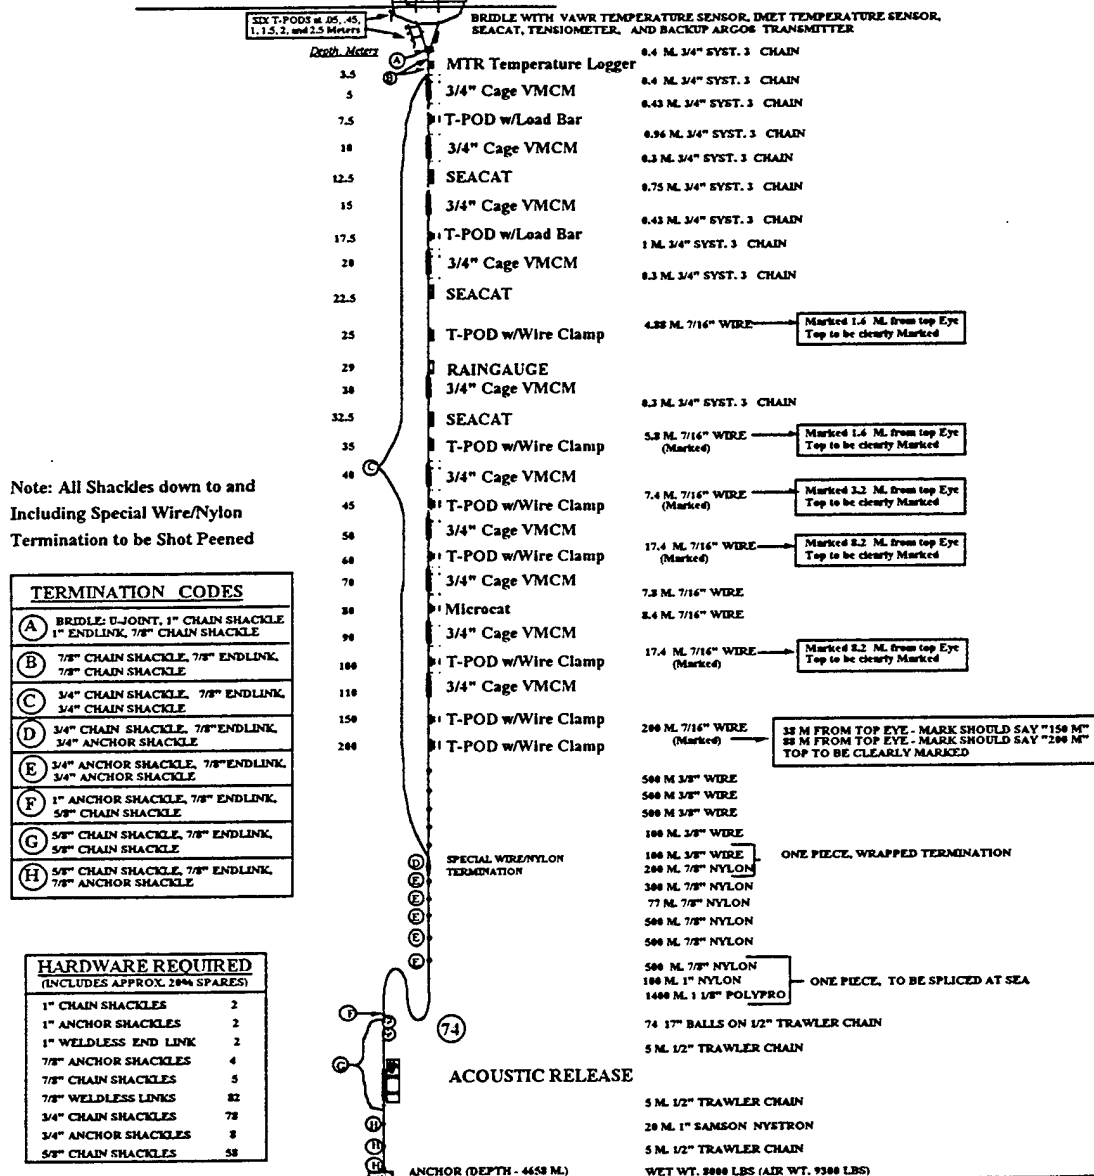 SIX T-PODS at .05, .45,
1, 1.5, 2, and 2.5 Meters
BRIDLE WITH VAWR TEMPERATURE SENSOR, IMET TEMPERATURE SENSOR,
SEACAT, TENSIOMETER, AND BACKUP ARGOS TRANSMITTER
Depth, Meters
0.4 M. 3/4" SYST. 3 CHAIN
A
3.5 MTR Temperature Logger
B
0.4 M. 3/4" SYST. 3 CHAIN
5 3/4" Cage VMCM
0.43 M. 3/4" SYST. 3 CHAIN
7.5 T-POD w/Load Bar
0.96 M. 3/4" SYST. 3 CHAIN
10 3/4" Cage VMCM
0.3 M. 3/4" SYST. 3 CHAIN
12.5 SEACAT
0.75 M. 3/4" SYST. 3 CHAIN
15 3/4" Cage VMCM
0.43 M. 3/4" SYST. 3 CHAIN
17.5 T-POD w/Load Bar
1 M. 3/4" SYST. 3 CHAIN
20 3/4" Cage VMCM
0.3 M. 3/4" SYST. 3 CHAIN
22.5 SEACAT
4.88 M. 7/16" WIRE
Marked 1.6 M. from top Eye
Top to be clearly Marked
25 T-POD w/Wire Clamp
29 RAINGAUGE
30 3/4" Cage VMCM
0.3 M. 3/4" SYST. 3 CHAIN
32.5 SEACAT
5.8 M. 7/16" WIRE
(Marked)
Marked 1.6 M. from top Eye
Top to be clearly Marked
35 T-POD w/Wire Clamp
C
40 3/4" Cage VMCM
7.4 M. 7/16" WIRE
(Marked)
Marked 3.2 M. from top Eye
Top to be clearly Marked
45 T-POD w/Wire Clamp
50 3/4" Cage VMCM
17.4 M. 7/16" WIRE
(Marked)
Marked 8.2 M. from top Eye
Top to be clearly Marked
60 T-POD w/Wire Clamp
70 3/4" Cage VMCM
7.8 M. 7/16" WIRE
80 Microcat
8.4 M. 7/16" WIRE
90 3/4" Cage VMCM
17.4 M. 7/16" WIRE
(Marked)
Marked 8.2 M. from top Eye
Top to be clearly Marked
100 T-POD w/Wire Clamp
110 3/4" Cage VMCM
150 T-POD w/Wire Clamp
200 M. 7/16" WIRE
(Marked)
38 M FROM TOP EYE - MARK SHOULD SAY "150 M"
88 M FROM TOP EYE - MARK SHOULD SAY "200 M"
TOP TO BE CLEARLY MARKED
200 T-POD w/Wire Clamp
500 M 3/8" WIRE
500 M 3/8" WIRE
500 M 3/8" WIRE
100 M. 3/8" WIRE
D
SPECIAL WIRE/NYLON
TERMINATION
100 M. 3/8" WIRE
200 M. 7/8" NYLON
ONE PIECE, WRAPPED TERMINATION
E
300 M. 7/8" NYLON
E
77 M. 7/8" NYLON
E
500 M. 7/8" NYLON
E
500 M. 7/8" NYLON
E
500 M. 7/8" NYLON
100 M. 1" NYLON
1400 M. 1 1/8" POLYPRO
ONE PIECE, TO BE SPLICED AT SEA
F
74
74 17" BALLS ON 1/2" TRAWLER CHAIN
5 M. 1/2" TRAWLER CHAIN
G
ACOUSTIC RELEASE
5 M. 1/2" TRAWLER CHAIN
H
20 M. 1" SAMSON NYSTRON
H
5 M. 1/2" TRAWLER CHAIN
H
ANCHOR (DEPTH - 4658 M.)
WET WT. 8000 LBS (AIR WT. 9300 LBS)
Note: All Shackles down to and
Including Special Wire/Nylon
Termination to be Shot Peened
TERMINATION CODES
A BRIDLE: U-JOINT, 1" CHAIN SHACKLE
1" ENDLINK, 7/8" CHAIN SHACKLE
B 7/8" CHAIN SHACKLE, 7/8" ENDLINK,
7/8" CHAIN SHACKLE
C 3/4" CHAIN SHACKLE, 7/8" ENDLINK,
3/4" CHAIN SHACKLE
D 3/4" CHAIN SHACKLE, 7/8"ENDLINK,
3/4" ANCHOR SHACKLE
E 3/4" ANCHOR SHACKLE, 7/8"ENDLINK,
3/4" ANCHOR SHACKLE
F 1" ANCHOR SHACKLE, 7/8" ENDLINK,
5/8" CHAIN SHACKLE
G 5/8" CHAIN SHACKLE, 7/8" ENDLINK,
5/8" CHAIN SHACKLE
H 5/8" CHAIN SHACKLE, 7/8" ENDLINK,
7/8" ANCHOR SHACKLE
HARDWARE REQUIRED
(INCLUDES APPROX. 20% SPARES)
1" CHAIN SHACKLES 2
1" ANCHOR SHACKLES 2
1" WELDLESS END LINK 2
7/8" ANCHOR SHACKLES 4
7/8" CHAIN SHACKLES 5
7/8" WELDLESS LINKS 82
3/4" CHAIN SHACKLES 78
3/4" ANCHOR SHACKLES 8
5/8" CHAIN SHACKLES 58